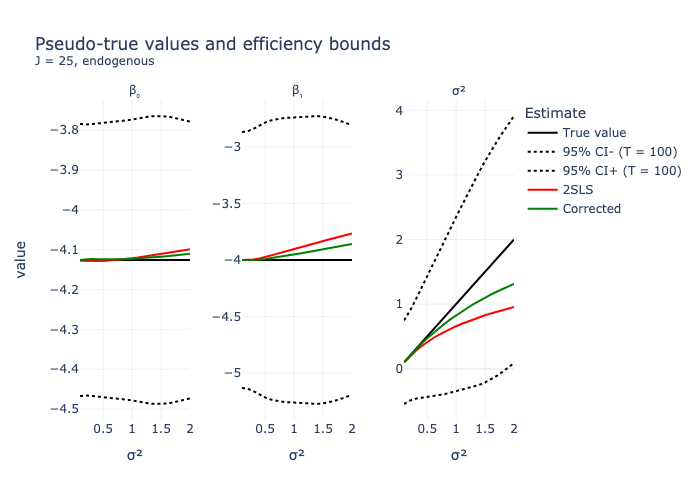 Pseudo-true values and efficiency bounds
J = 25, endogenous
β₀
β₁
σ²
value
−3.8
−3.9
−4
−4.1
−4.2
−4.3
−4.4
−4.5
0.5 1 1.5 2
σ²
−3
−3.5
−4
−4.5
−5
0.5 1 1.5 2
σ²
4
3
2
1
0
0.5 1 1.5 2
σ²
Estimate
True value
95% CI- (T = 100)
95% CI+ (T = 100)
2SLS
Corrected